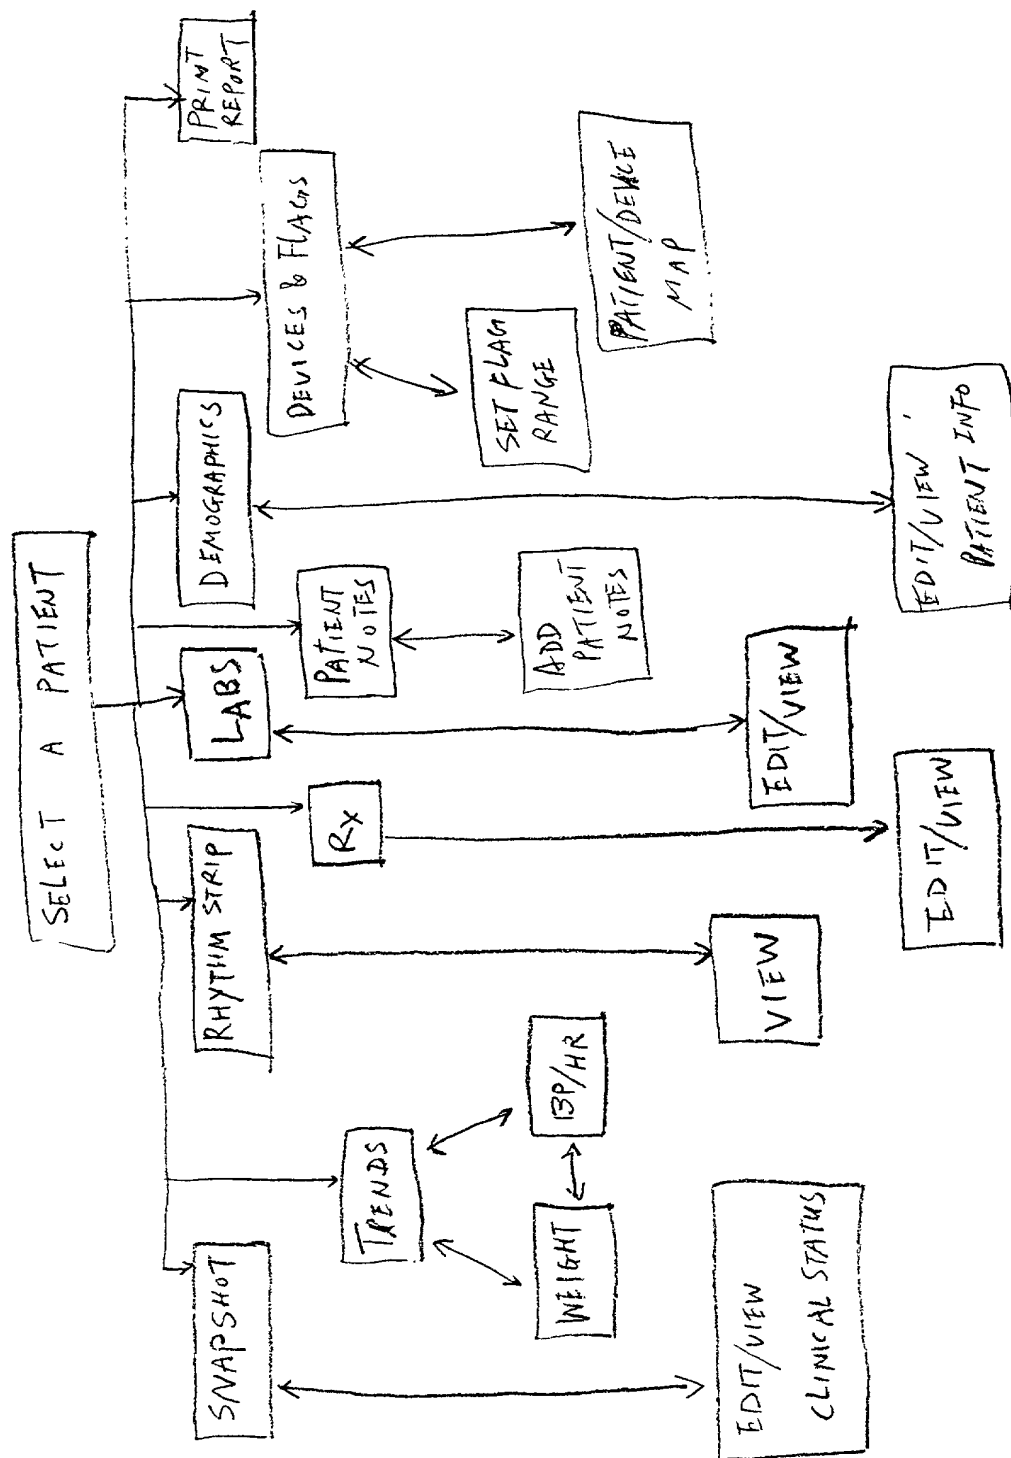 SELECT A PATIENT
SNAPSHOT
TRENDS
RHYTHM STRIP
Rx
LABS
PATIENT
NOTES
DEMOGRAPHICS
DEVICES & FLAGS
PRINT
REPORT
WEIGHT
BP/HR
ADD
PATIENT
NOTES
SET FLAG
RANGE
PATIENT/DEVICE
MAP
EDIT/VIEW
CLINICAL STATUS
VIEW
EDIT/VIEW
EDIT/VIEW
EDIT/VIEW
PATIENT INFO